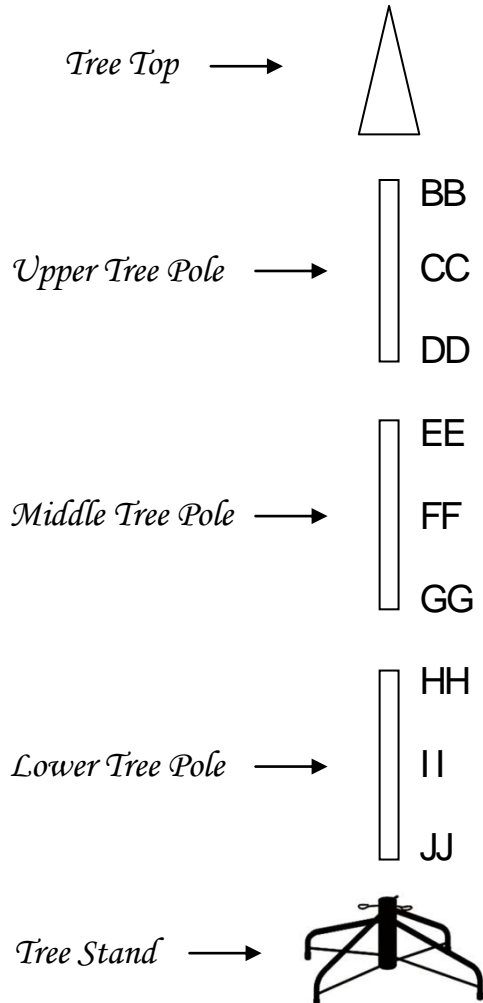 Tree Top
BB
Upper Tree Pole CC
DD
EE
Middle Tree Pole FF
GG
HH
Lower Tree Pole II
JJ
Tree Stand